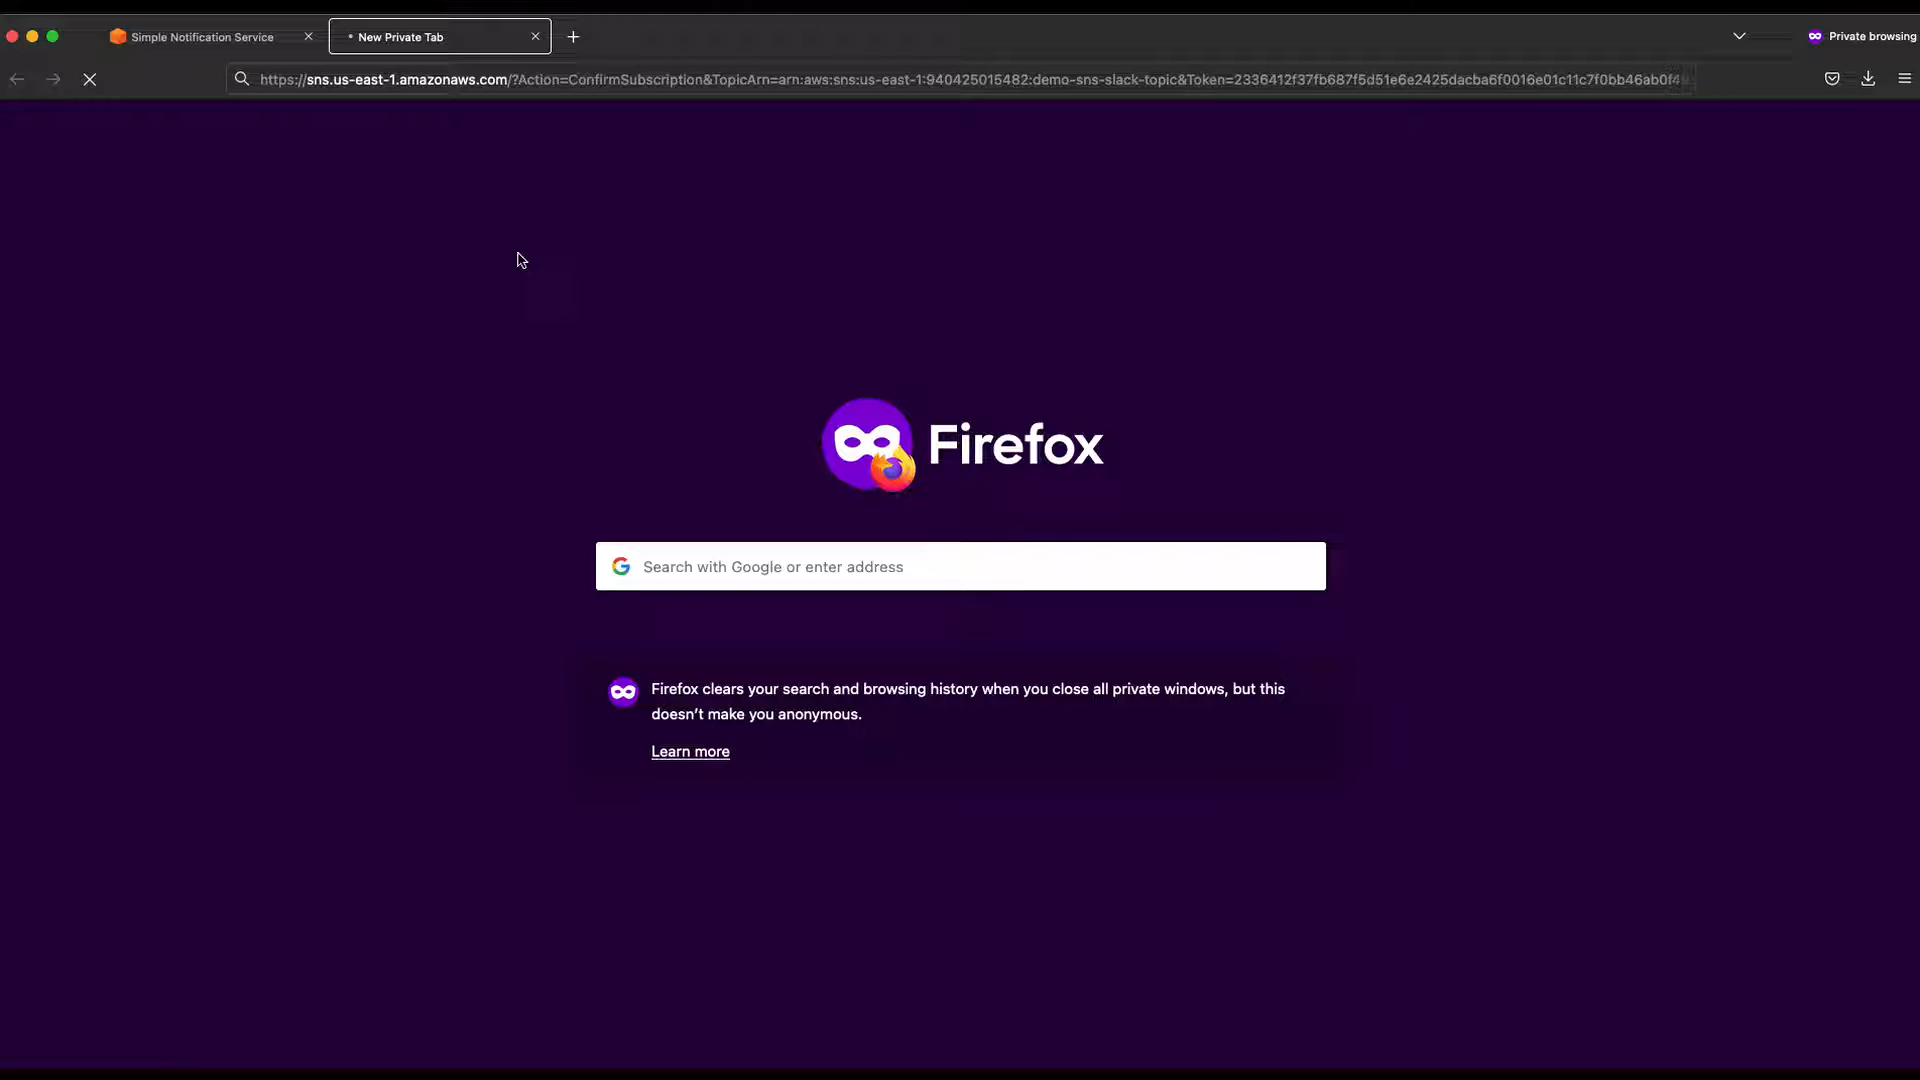 Simple Notification Service
New Private Tab
Private browsing
https://sns.us-east-1.amazonaws.com/?Action=ConfirmSubscription&TopicArn=arn:aws:sns:us-east-1:940425015482:demo-sns-slack-topic&Token=2336412f37fb687f5d51e6e2425dacba6f0016e01c11c7f0bb46ab0f4
Firefox
Search with Google or enter address
Firefox clears your search and browsing history when you close all private windows, but this
doesn’t make you anonymous.
Learn more